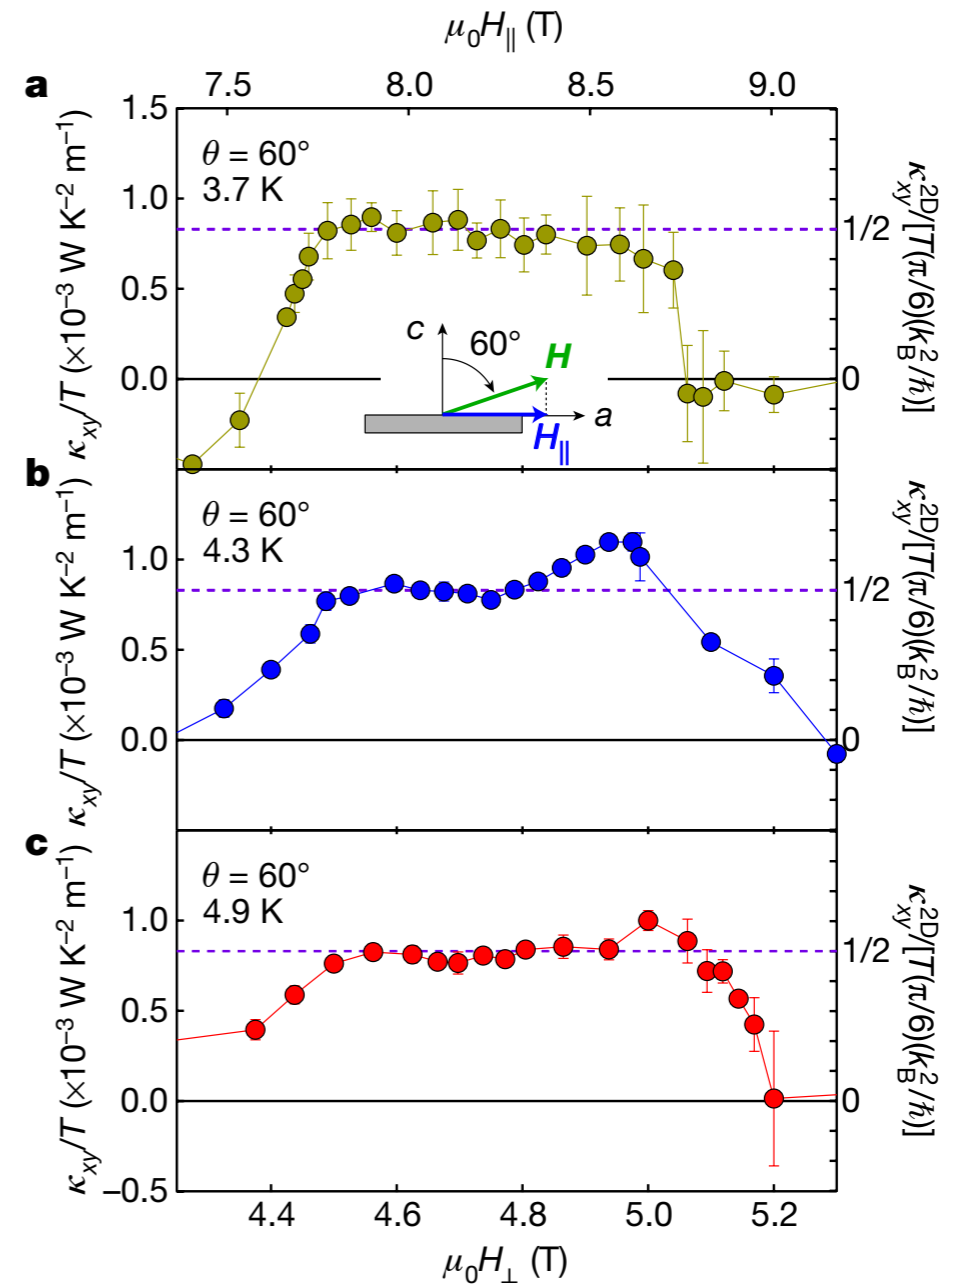 μ₀H∥ (T)
7.5 8.0 8.5 9.0
a
κxy/T (×10⁻³ W K⁻² m⁻¹)
1.5
1.0
0.5
0.0
θ = 60°
3.7 K
c
60°
H
a
H∥
1/2
0
κxy²ᴰ/[T(π/6)(kB²/ℏ)]
b
κxy/T (×10⁻³ W K⁻² m⁻¹)
1.0
0.5
0.0
θ = 60°
4.3 K
1/2
0
κxy²ᴰ/[T(π/6)(kB²/ℏ)]
c
κxy/T (×10⁻³ W K⁻² m⁻¹)
1.0
0.5
0.0
−0.5
θ = 60°
4.9 K
1/2
0
κxy²ᴰ/[T(π/6)(kB²/ℏ)]
4.4 4.6 4.8 5.0 5.2
μ₀H⊥ (T)